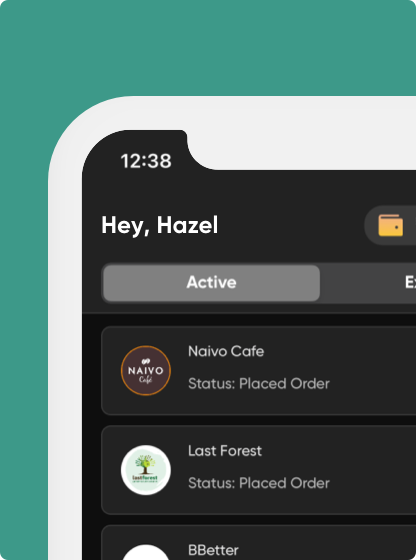 12:38
Hey, Hazel
Active
NAIVO
Café
Naivo Cafe
Status: Placed Order
lastforest
Last Forest
Status: Placed Order
BBetter